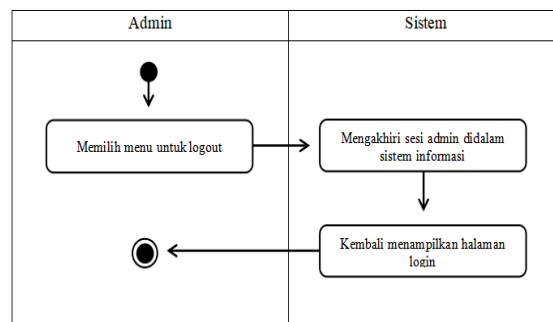 Admin
Sistem
Memilih menu untuk logout
Mengakhiri sesi admin didalam
sistem informasi
Kembali menampilkan halaman
login